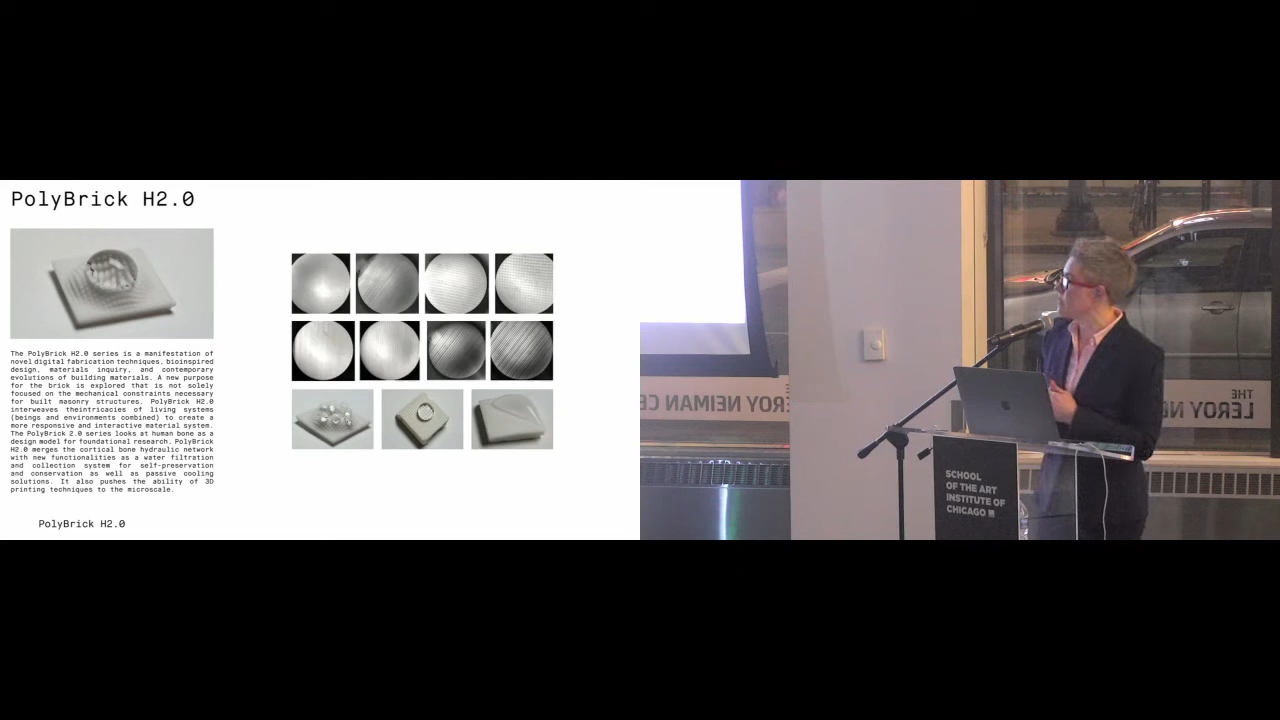 PolyBrick H2.0
The PolyBrick H2.0 series is a manifestation of
novel digital fabrication techniques, bioinspired
design, materials inquiry, and contemporary
evolutions of building materials. A new purpose
for the brick is explored that is not solely
focused on the mechanical constraints necessary
for built masonry structures. PolyBrick H2.0
interweaves theintricacies of living systems
(beings and environments combined) to create a
more responsive and interactive material system.
The PolyBrick 2.0 series looks at human bone as a
design model for foundational research. PolyBrick
H2.0 merges the cortical bone hydraulic network
with new functionalities as a water filtration
and collection system for self-preservation
and conservation as well as passive cooling
solutions. It also pushes the ability of 3D
printing techniques to the microscale.
PolyBrick H2.0
ROY NEIMAN CE
THE
LEROY NE
SCHOOL
OF THE ART
INSTITUTE OF
CHICAGO